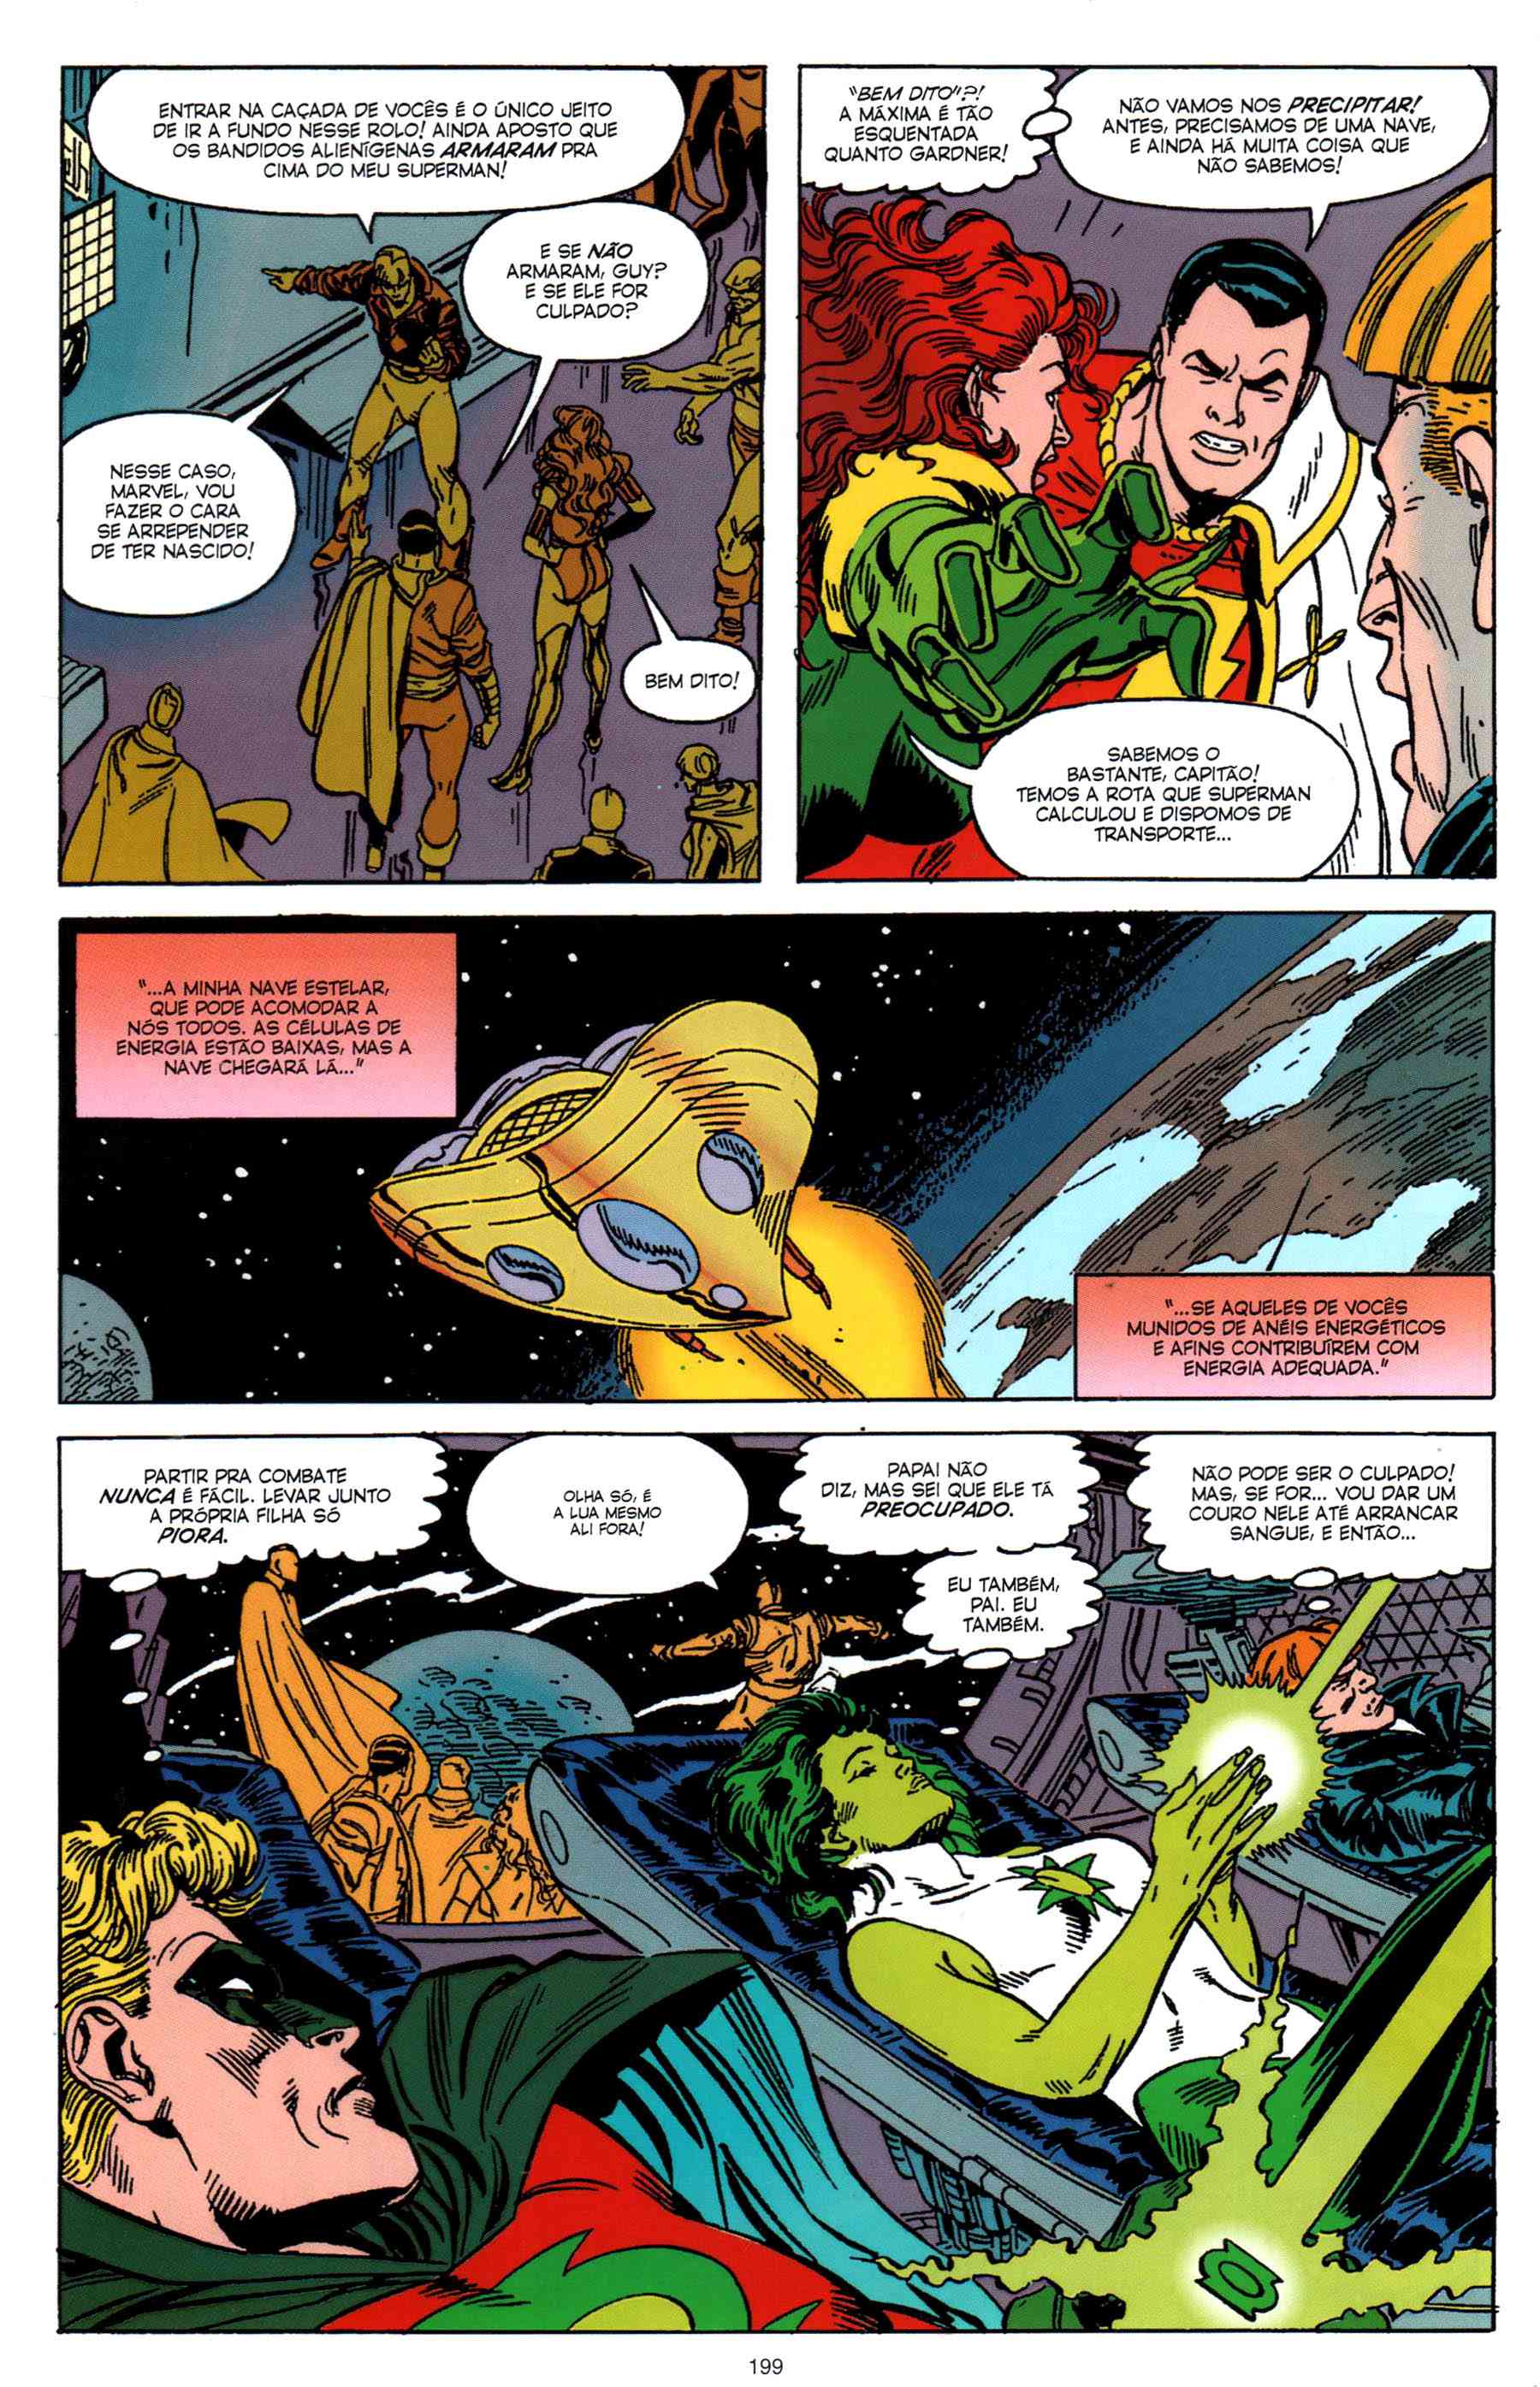 ENTRAR NA CAÇADA DE VOCÊS É O ÚNICO JEITO
DE IR A FUNDO NESSE ROLO! AINDA APOSTO QUE
OS BANDIDOS ALIENÍGENAS ARMARAM PRA
CIMA DO MEU SUPERMAN!
E SE NÃO
ARMARAM, GUY?
E SE ELE FOR
CULPADO?
NESSE CASO,
MARVEL, VOU
FAZER O CARA
SE ARREPENDER
DE TER NASCIDO!
BEM DITO!
"BEM DITO"?!
A MÁXIMA É TÃO
ESQUENTADA
QUANTO GARDNER!
NÃO VAMOS NOS PRECIPITAR!
ANTES, PRECISAMOS DE UMA NAVE,
E AINDA HÁ MUITA COISA QUE
NÃO SABEMOS!
SABEMOS O
BASTANTE, CAPITÃO!
TEMOS A ROTA QUE SUPERMAN
CALCULOU E DISPOMOS DE
TRANSPORTE...
"...A MINHA NAVE ESTELAR,
QUE PODE ACOMODAR A
NÓS TODOS. AS CÉLULAS DE
ENERGIA ESTÃO BAIXAS, MAS A
NAVE CHEGARÁ LÁ..."
"...SE AQUELES DE VOCÊS
MUNIDOS DE ANÉIS ENERGÉTICOS
E AFINS CONTRIBUÍREM COM
ENERGIA ADEQUADA."
PARTIR PRA COMBATE
NUNCA É FÁCIL. LEVAR JUNTO
A PRÓPRIA FILHA SÓ
PIORA.
OLHA SÓ, É
A LUA MESMO
ALI FORA!
PAPAI NÃO
DIZ, MAS SEI QUE ELE TÁ
PREOCUPADO.
EU TAMBÉM,
PAI. EU
TAMBÉM.
NÃO PODE SER O CULPADO!
MAS, SE FOR... VOU DAR UM
COURO NELE ATÉ ARRANCAR
SANGUE, E ENTÃO...
199